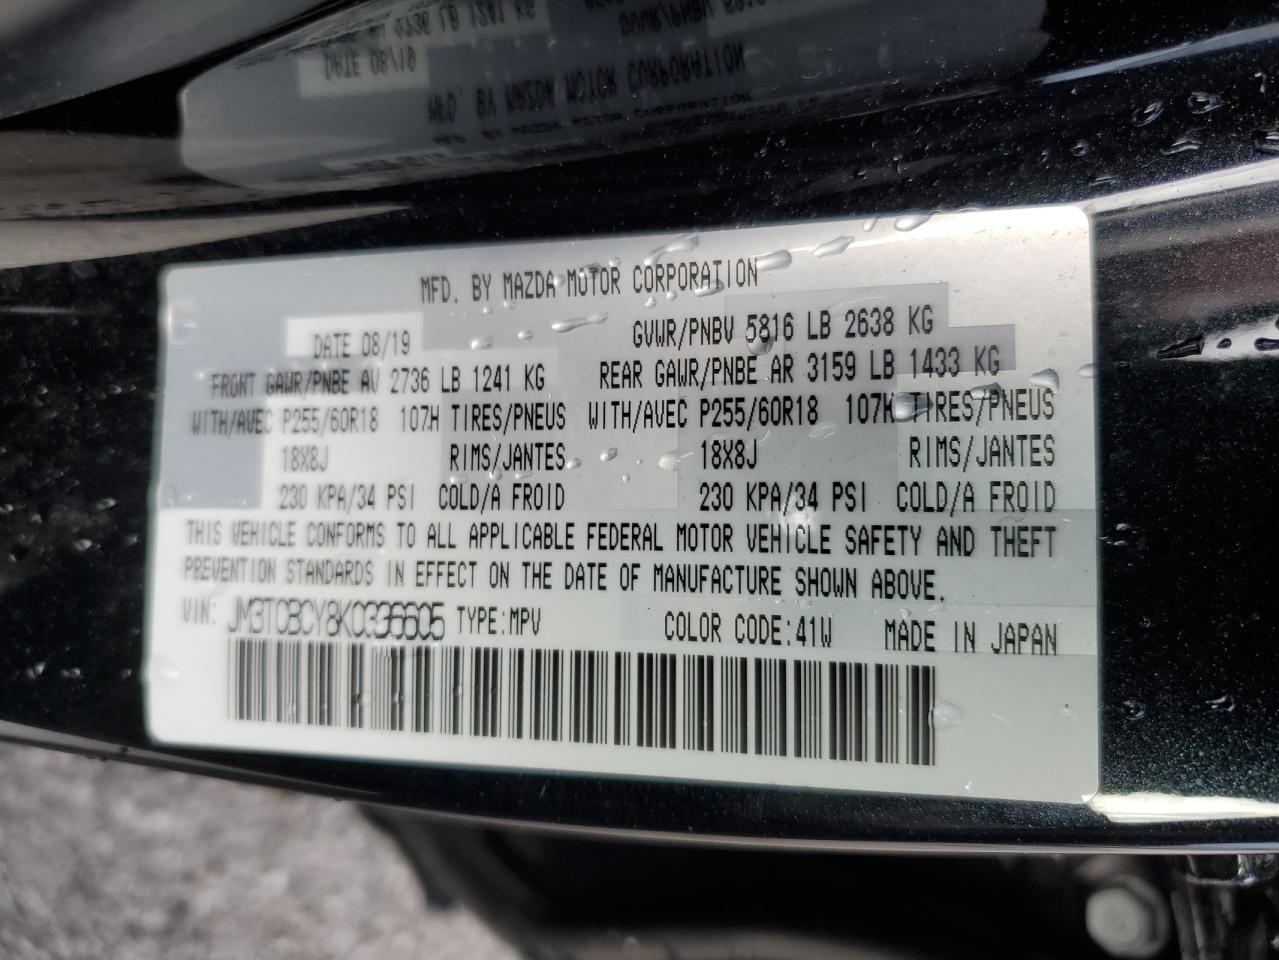 MFD. BY MAZDA MOTOR CORPORATION
DATE 08/19 GVWR/PNBV 5816 LB 2638 KG
FRONT GAWR/PNBE AV 2736 LB 1241 KG REAR GAWR/PNBE AR 3159 LB 1433 KG
WITH/AVEC P255/60R18 107H TIRES/PNEUS WITH/AVEC P255/60R18 107H TIRES/PNEUS
18X8J RIMS/JANTES 18X8J RIMS/JANTES
230 KPA/34 PSI COLD/A FROID 230 KPA/34 PSI COLD/A FROID
THIS VEHICLE CONFORMS TO ALL APPLICABLE FEDERAL MOTOR VEHICLE SAFETY AND THEFT
PREVENTION STANDARDS IN EFFECT ON THE DATE OF MANUFACTURE SHOWN ABOVE.
VIN: JM3TCBCY8K0336605 TYPE:MPV COLOR CODE:41W MADE IN JAPAN